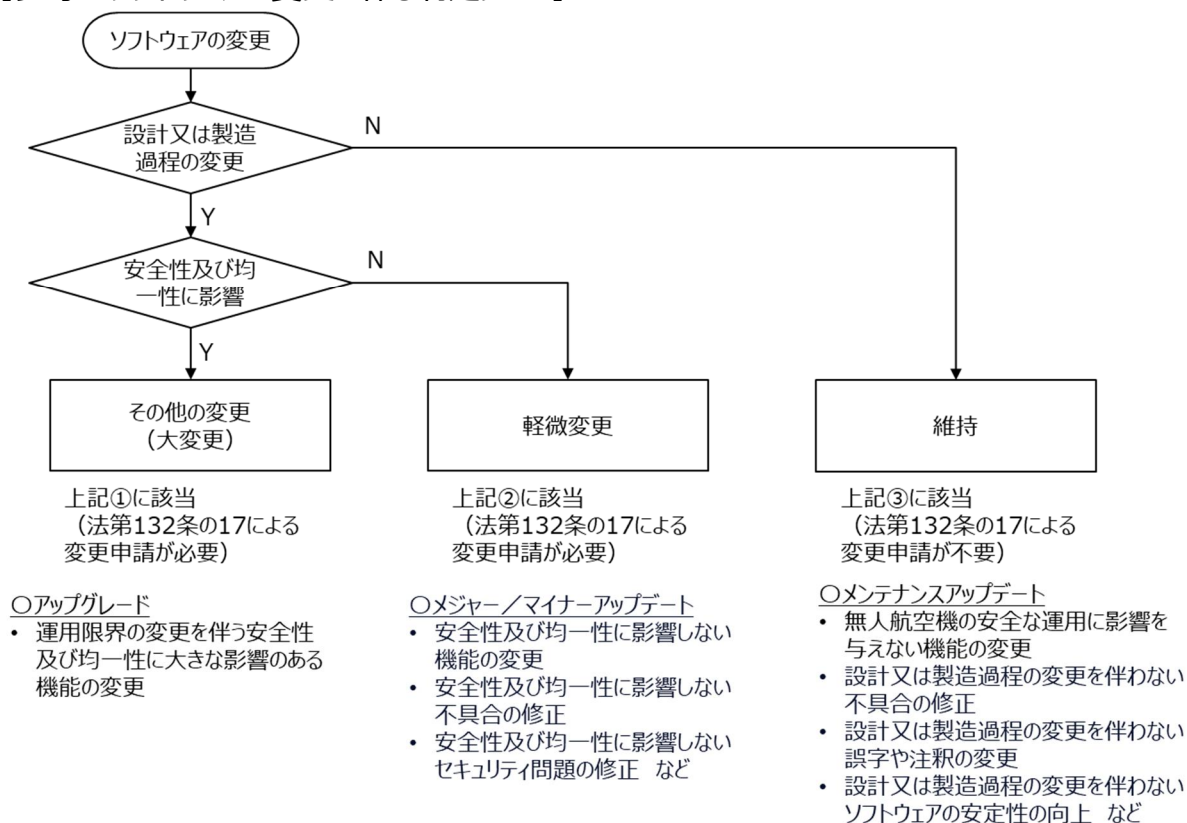 ソフトウェアの変更
設計又は製造
過程の変更
N
Y
安全性及び均
一性に影響
N
Y
その他の変更
（大変更）
軽微変更
維持
上記①に該当
（法第132条の17による
変更申請が必要）
上記②に該当
（法第132条の17による
変更申請が必要）
上記③に該当
（法第132条の17による
変更申請が不要）
○アップグレード
• 運用限界の変更を伴う安全性
及び均一性に大きな影響のある
機能の変更
○メジャー／マイナーアップデート
• 安全性及び均一性に影響しない
機能の変更
• 安全性及び均一性に影響しない
不具合の修正
• 安全性及び均一性に影響しない
セキュリティ問題の修正 など
○メンテナンスアップデート
• 無人航空機の安全な運用に影響を
与えない機能の変更
• 設計又は製造過程の変更を伴わない
不具合の修正
• 設計又は製造過程の変更を伴わない
誤字や注釈の変更
• 設計又は製造過程の変更を伴わない
ソフトウェアの安定性の向上 など